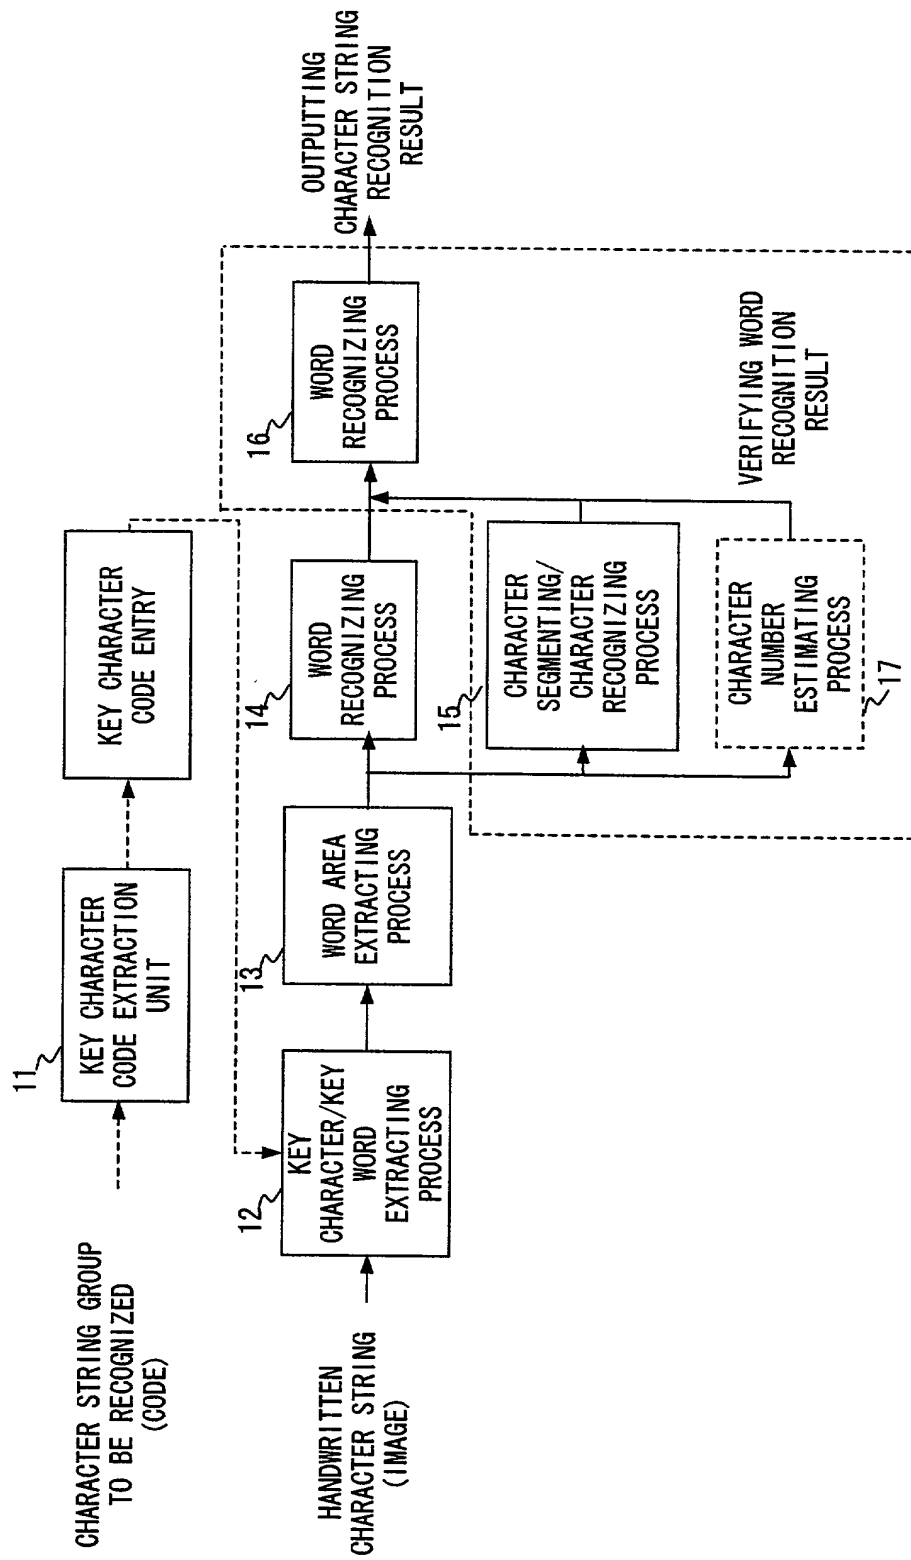 CHARACTER STRING GROUP
TO BE RECOGNIZED
(CODE)
11
KEY CHARACTER
CODE EXTRACTION
UNIT
KEY CHARACTER
CODE ENTRY
HANDWRITTEN
CHARACTER STRING
(IMAGE)
12
KEY
CHARACTER/KEY
WORD
EXTRACTING
PROCESS
13
WORD AREA
EXTRACTING
PROCESS
14
WORD
RECOGNIZING
PROCESS
16
WORD
RECOGNIZING
PROCESS
OUTPUTTING
CHARACTER STRING
RECOGNITION
RESULT
15
CHARACTER
SEGMENTING/
CHARACTER
RECOGNIZING
PROCESS
CHARACTER
NUMBER
ESTIMATING
PROCESS
17
VERIFYING WORD
RECOGNITION
RESULT